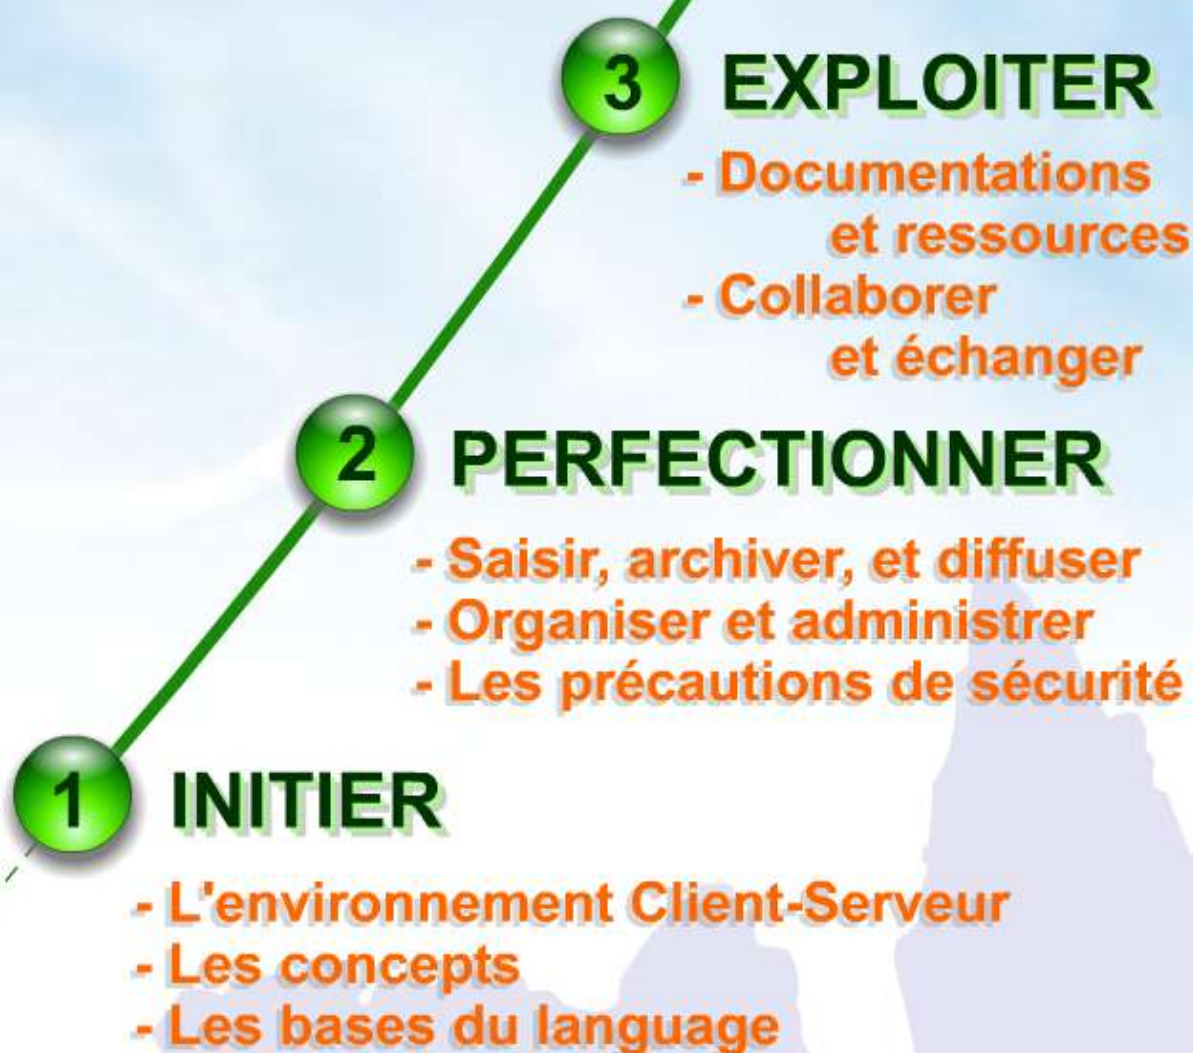 3 EXPLOITER
- Documentations
et ressources
- Collaborer
et échanger
2 PERFECTIONNER
- Saisir, archiver, et diffuser
- Organiser et administrer
- Les précautions de sécurité
1 INITIER
- L'environnement Client-Serveur
- Les concepts
- Les bases du language